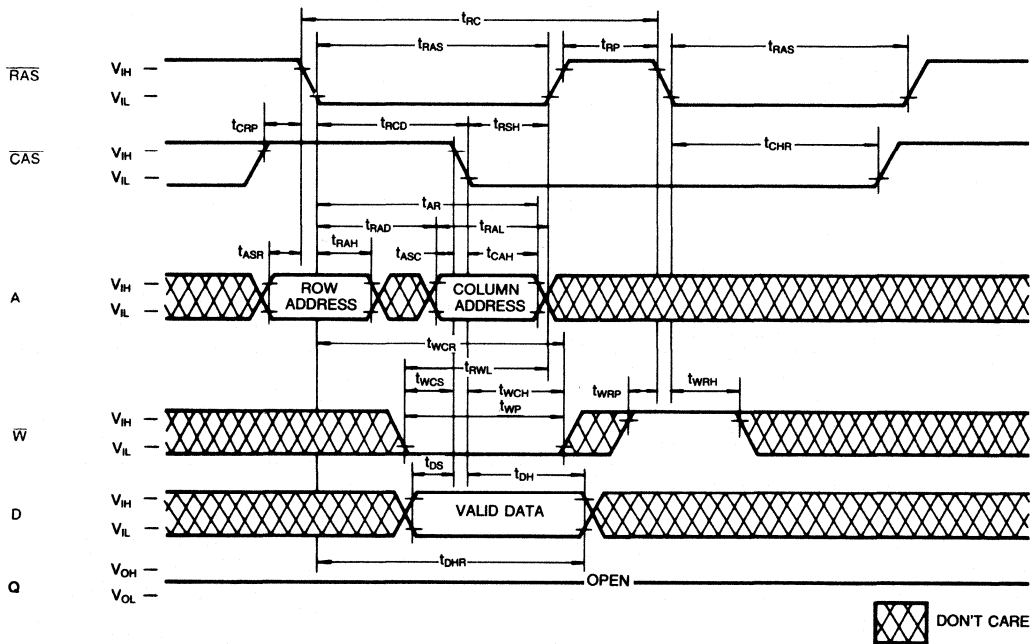 tRC
tRAS tRP tRAS
RAS VIH
VIL
tCRP tRCD tRSH
CAS VIH
VIL
tCHR
tAR
tRAD tRAL
tASR tRAH tASC tCAH
A VIH
VIL
ROW ADDRESS
COLUMN ADDRESS
tWCR
tRWL
tWCS tWCH tWRP tWRH
tWP
W VIH
VIL
tDS tDH
D VIH
VIL
VALID DATA
tDHR
Q VOH
VOL
OPEN
DON'T CARE